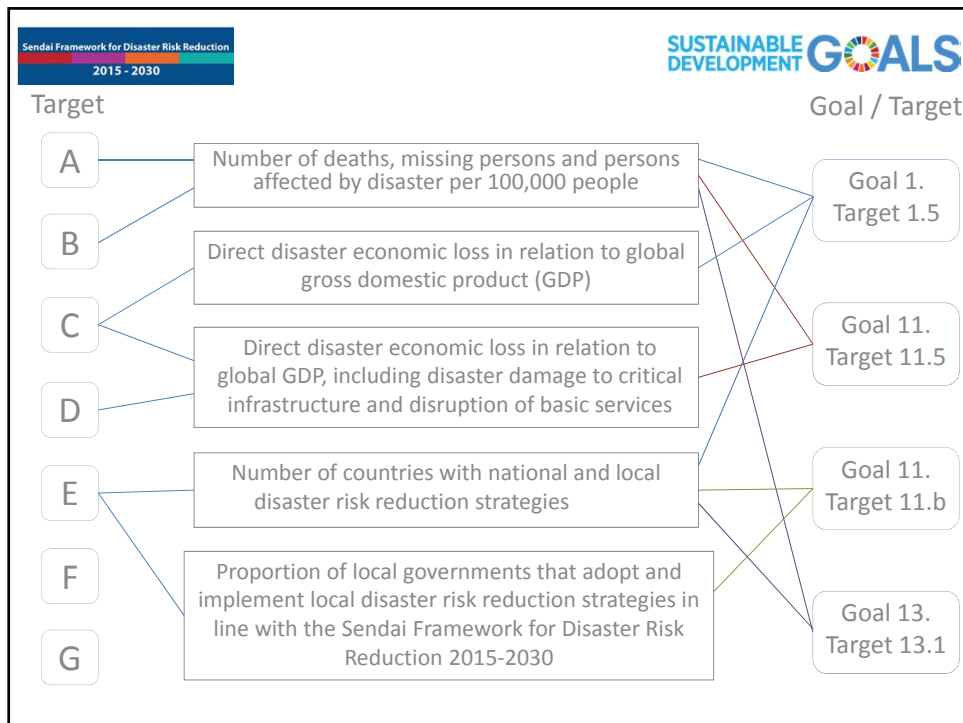 Sendai Framework for Disaster Risk Reduction
2015 - 2030
SUSTAINABLE
DEVELOPMENT
GOALS
Target
Goal / Target
A
B
C
D
E
F
G
Number of deaths, missing persons and persons
affected by disaster per 100,000 people
Direct disaster economic loss in relation to global
gross domestic product (GDP)
Direct disaster economic loss in relation to
global GDP, including disaster damage to critical
infrastructure and disruption of basic services
Number of countries with national and local
disaster risk reduction strategies
Proportion of local governments that adopt and
implement local disaster risk reduction strategies in
line with the Sendai Framework for Disaster Risk
Reduction 2015-2030
Goal 1.
Target 1.5
Goal 11.
Target 11.5
Goal 11.
Target 11.b
Goal 13.
Target 13.1